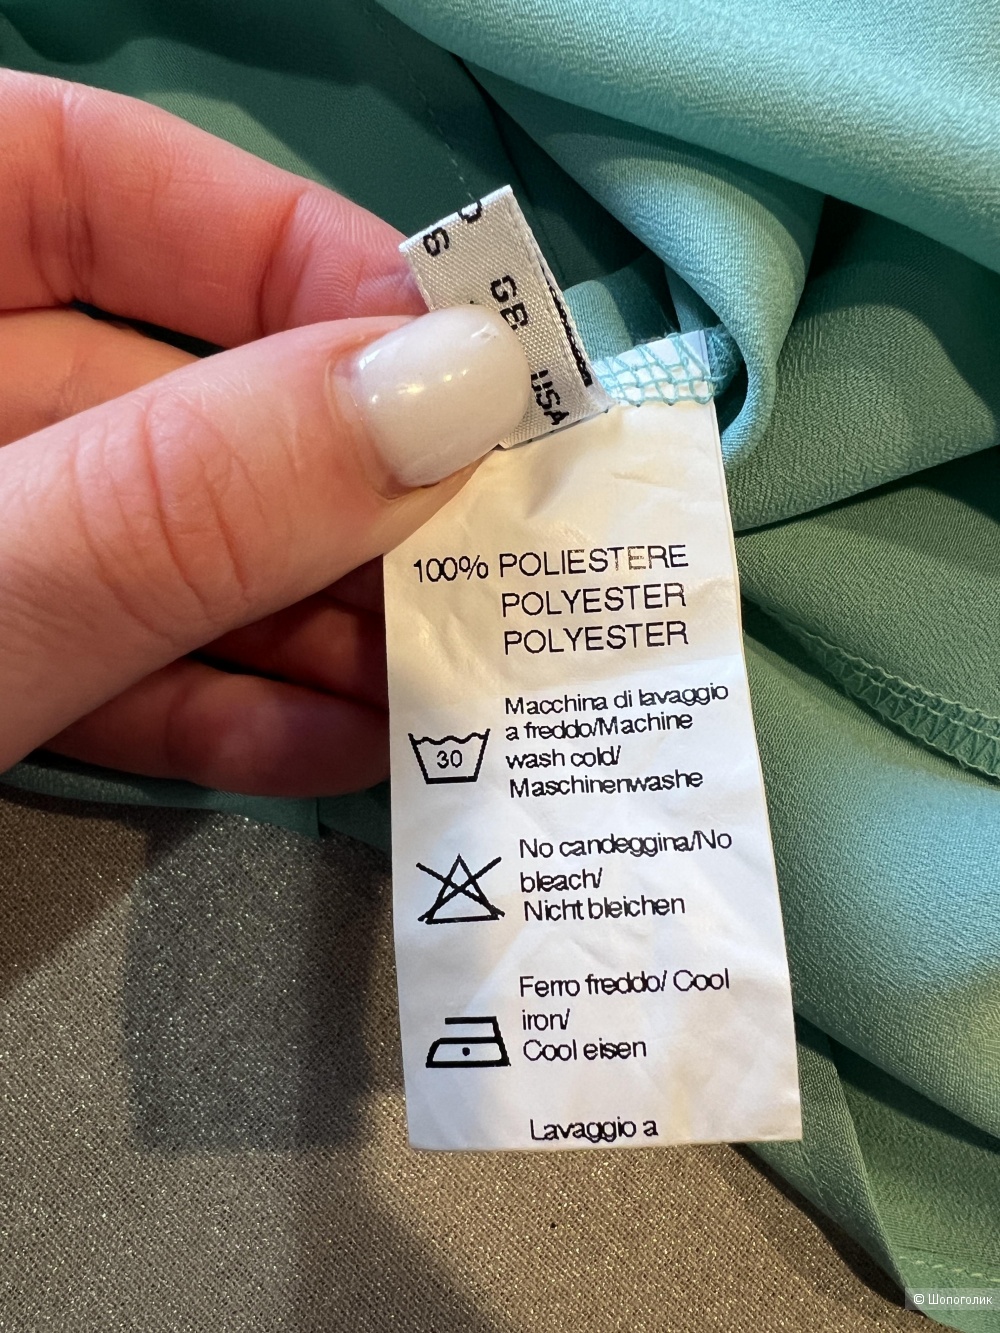 6
GB
USA
100% POLIESTERE
POLYESTER
POLYESTER
30
Macchina di lavaggio
a freddo/Machine
wash cold/
Maschinenwashe
No candeggina/No
bleach/
Nicht bleichen
Ferro freddo/ Cool
iron/
Cool eisen
Lavaggio a
© Шопоголик